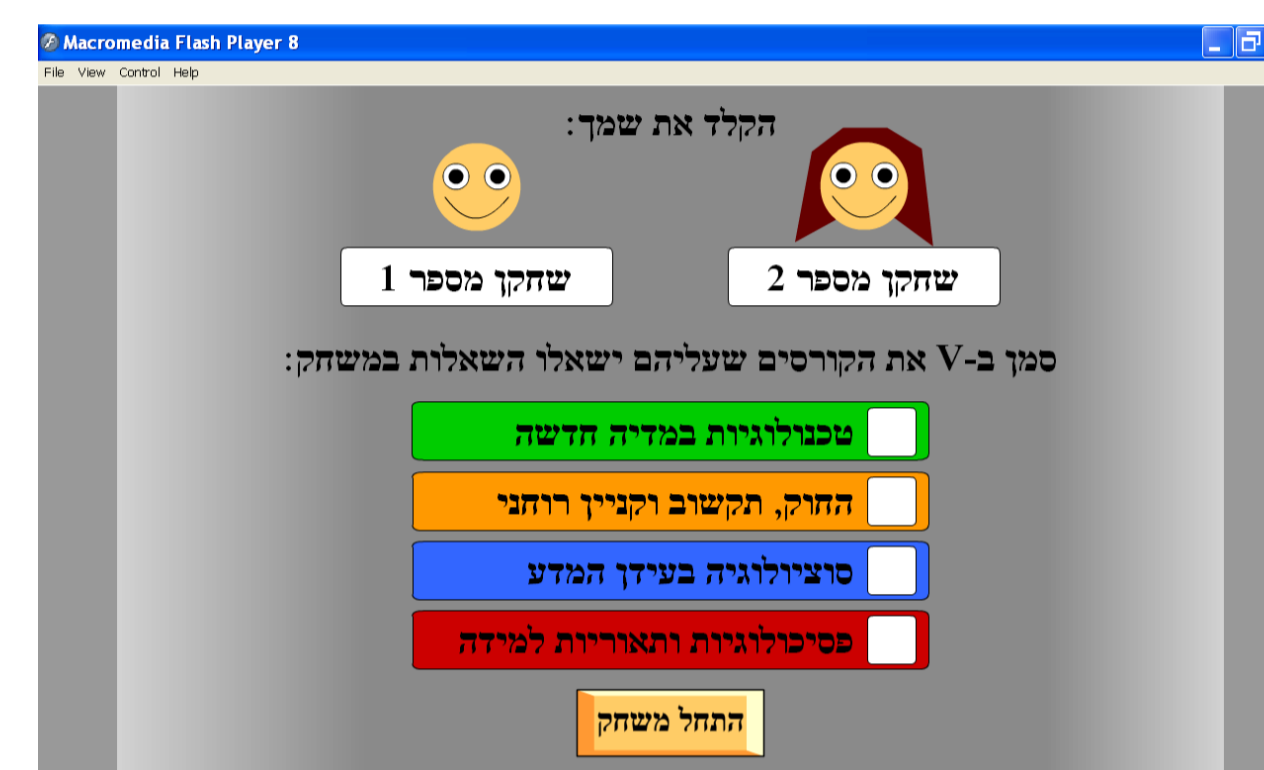 Macromedia Flash Player 8
File View Control Help
הקלד את שמך:
שחקן מספר 2
שחקן מספר 1
סמן ב-V את הקורסים שעליהם ישאלו השאלות במשחק:
טכנולוגיות במדיה חדשה
החוק, תקשוב וקניין רוחני
סוציולוגיה בעידן המדע
פסיכולוגיות ותאוריות למידה
התחל משחק